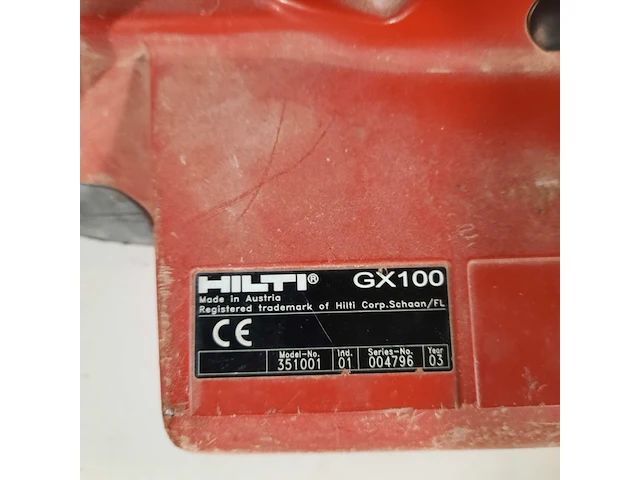 HILTI® GX100
Made in Austria
Registered trademark of Hilti Corp.Schaan/FL
CE
Model-No. Ind. Series-No. Year
351001 01 004796 03